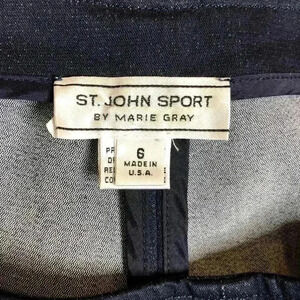 ST. JOHN SPORT
BY MARIE GRAY
6
MADE IN
U.S.A.